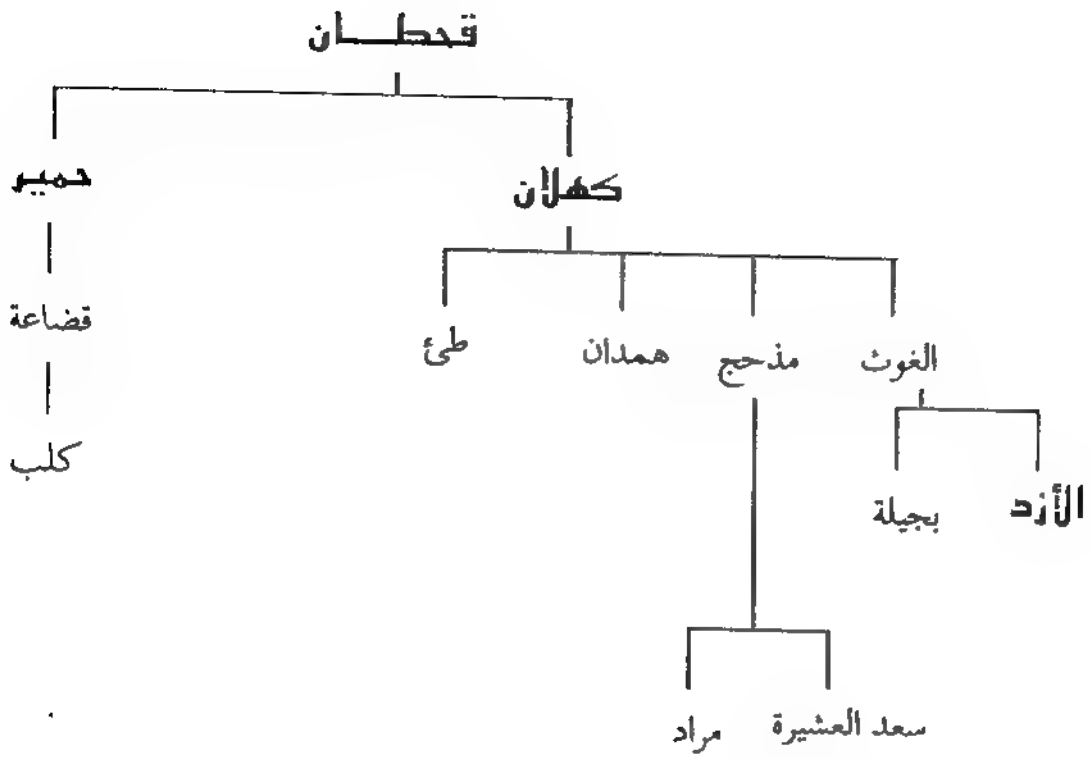 قحطان
كهلان
حمير
قضاعة
الغوث
مذحج
همدان
طئ
كلب
الأزد
بجيلة
سعد العشيرة
مراد